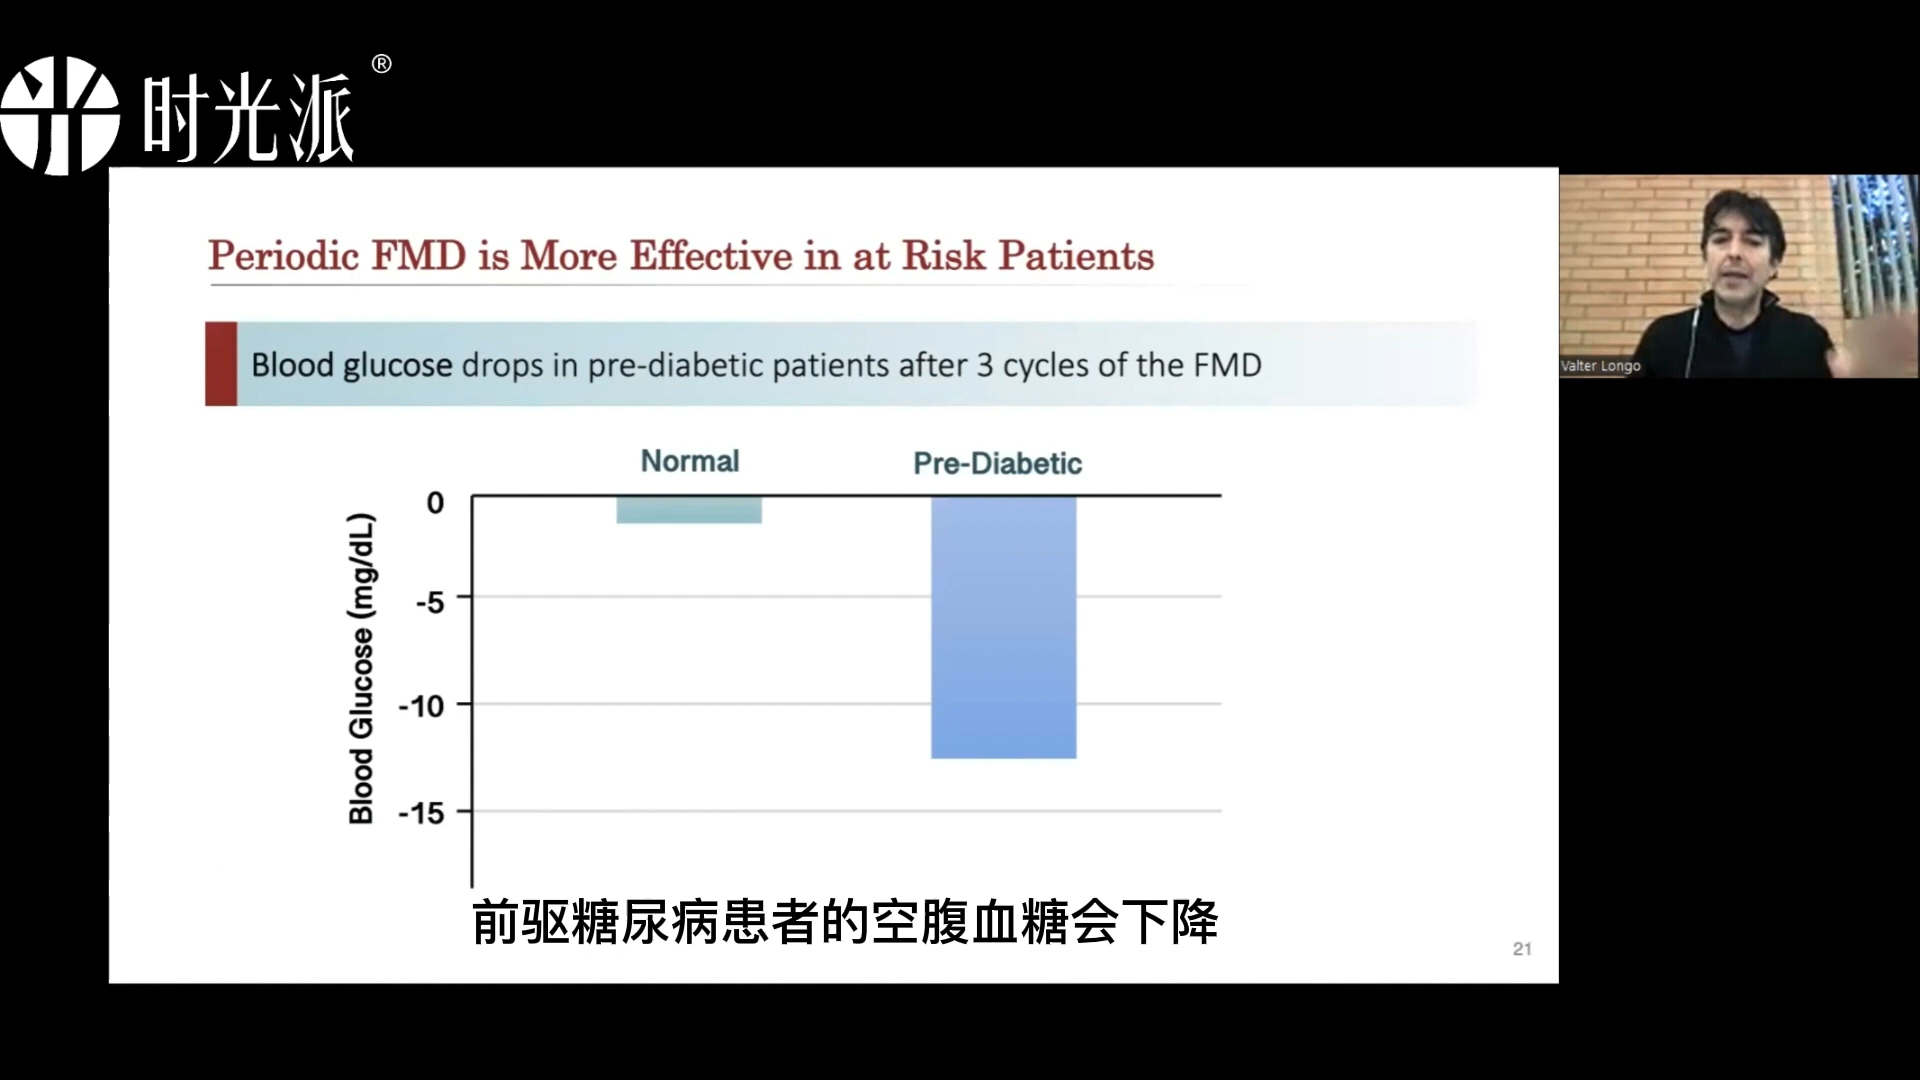 时光派®
Periodic FMD is More Effective in at Risk Patients
Blood glucose drops in pre-diabetic patients after 3 cycles of the FMD
Valter Longo
Normal
Pre-Diabetic
Blood Glucose (mg/dL)
0
-5
-10
-15
前驱糖尿病患者的空腹血糖会下降
21